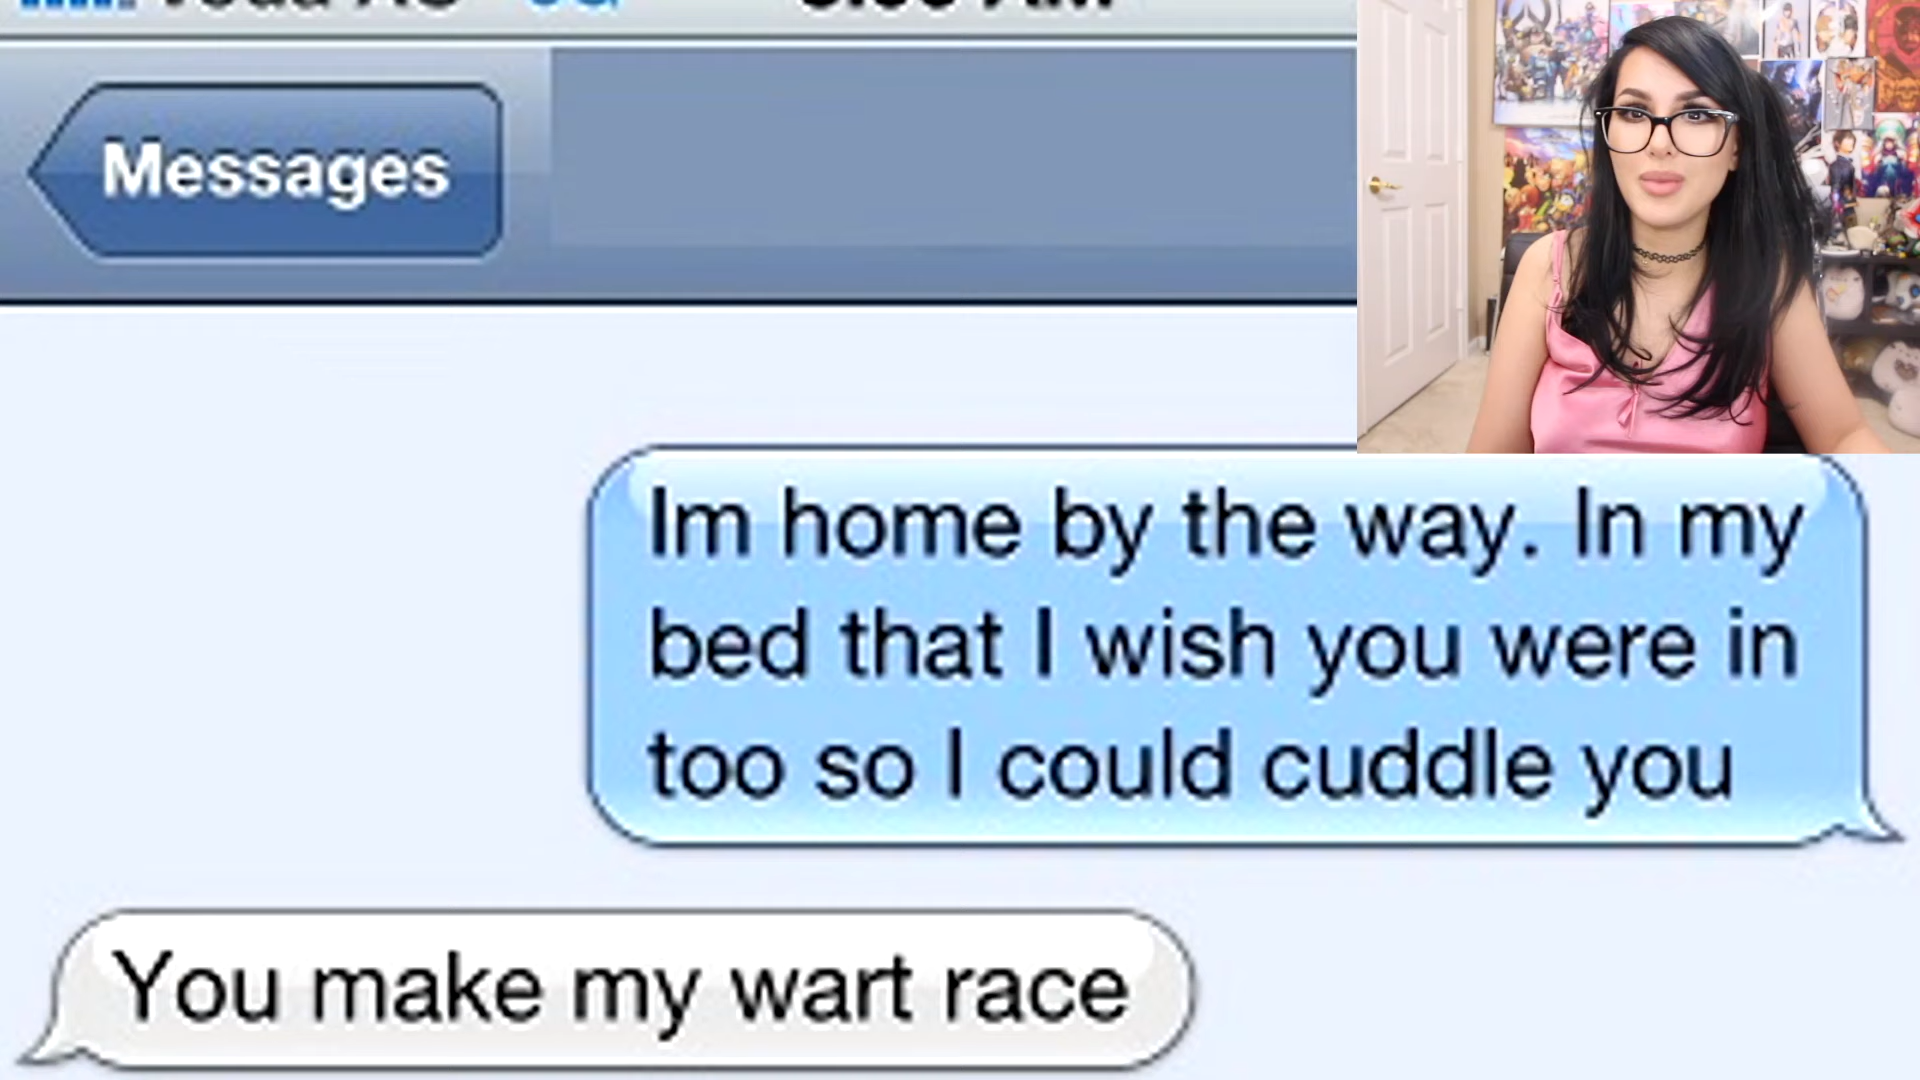 Messages
Im home by the way. In my
bed that I wish you were in
too so I could cuddle you
You make my wart race